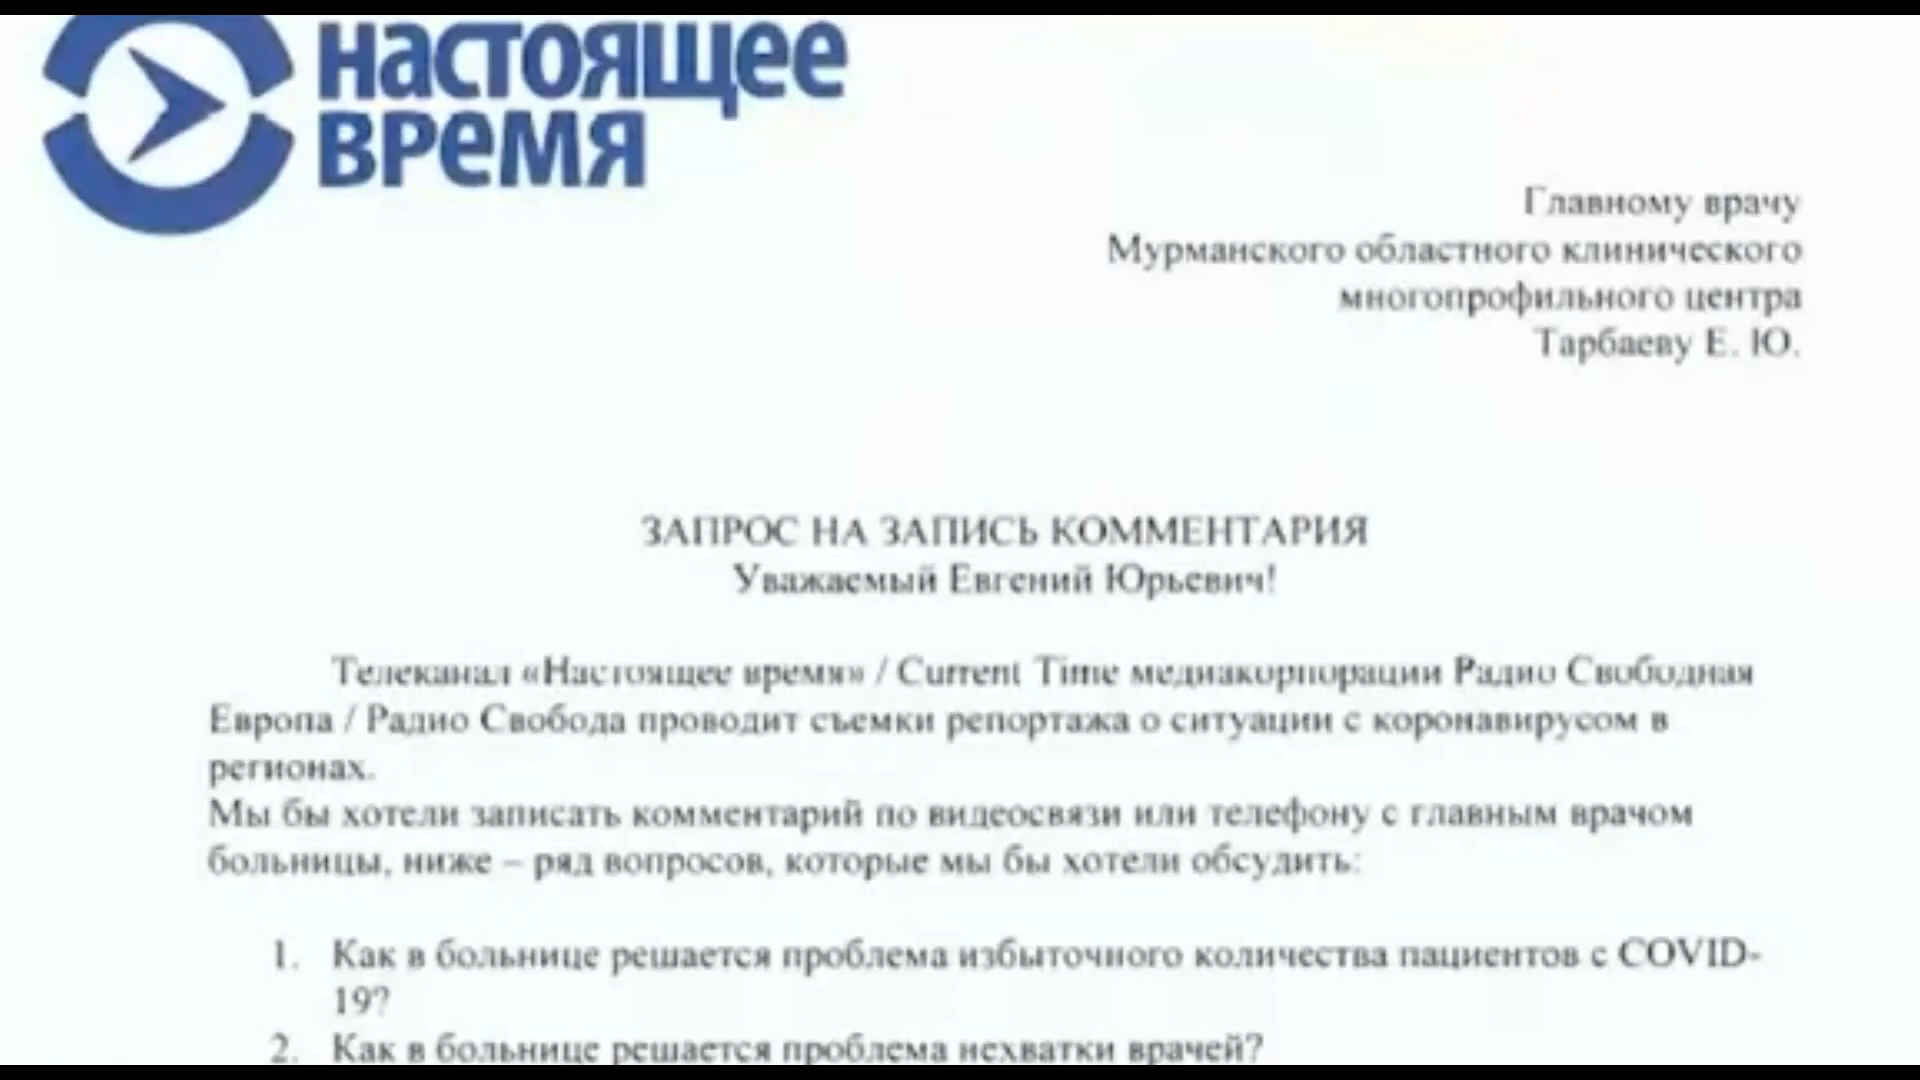 настоящее
время
Главному врачу
Мурманского областного клинического
многопрофильного центра
Тарбаеву Е. Ю.
ЗАПРОС НА ЗАПИСЬ КОММЕНТАРИЯ
Уважаемый Евгений Юрьевич!
Телеканал «Настоящее время» / Current Time медиакорпорации Радио Свободная
Европа / Радио Свобода проводит съемки репортажа о ситуации с коронавирусом в
регионах.
Мы бы хотели записать комментарий по видеосвязи или телефону с главным врачом
больницы, ниже – ряд вопросов, которые мы бы хотели обсудить:
1. Как в больнице решается проблема избыточного количества пациентов с COVID-
19?
2. Как в больнице решается проблема нехватки врачей?